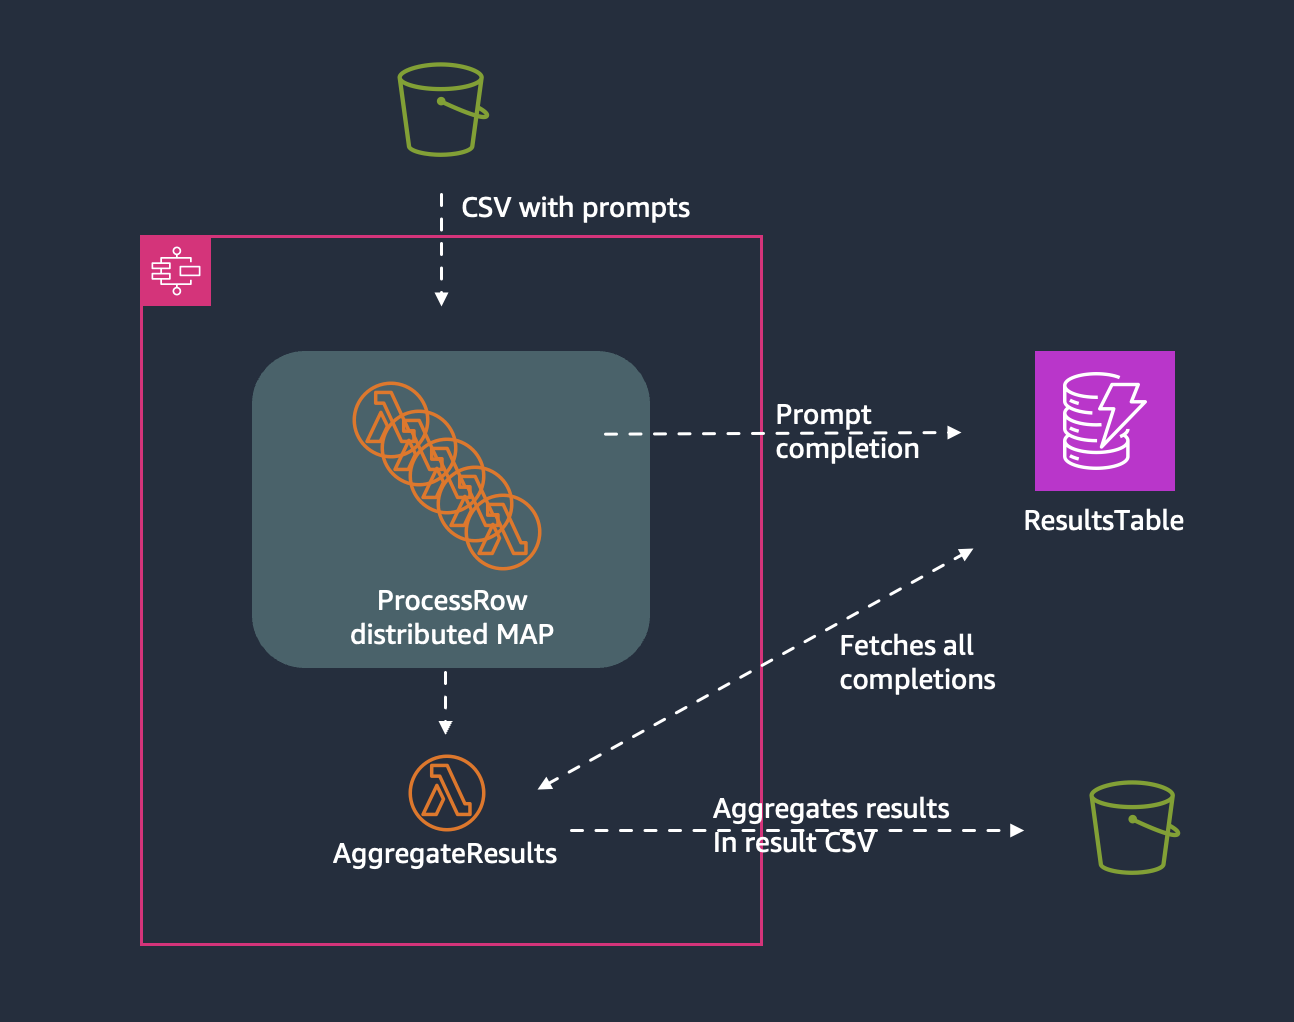 CSV with prompts
Prompt
completion
ResultsTable
ProcessRow
distributed MAP
Fetches all
completions
Aggregates results
In result CSV
AggregateResults